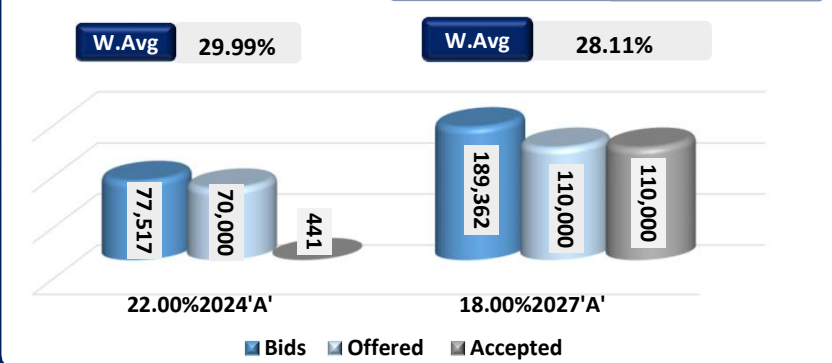 W.Avg 29.99% W.Avg 28.11%
77,517 70,000 441 189,362 110,000 110,000
22.00%2024'A' 18.00%2027'A'
Bids Offered Accepted